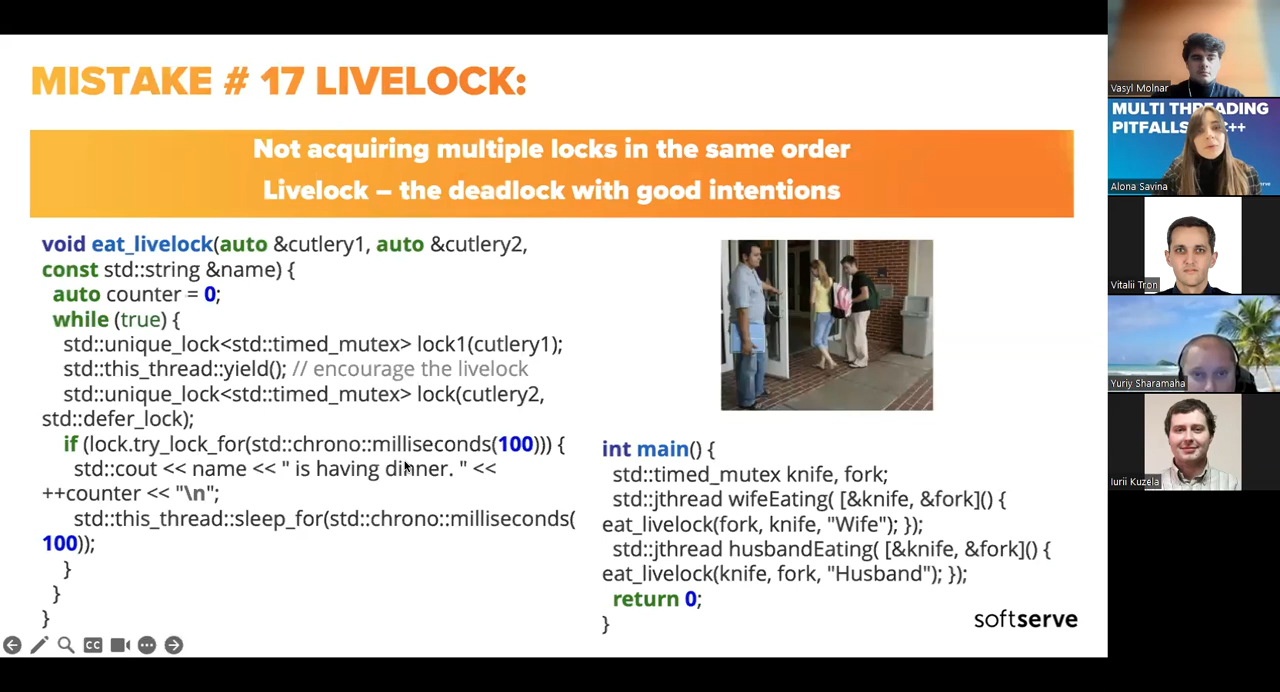 MISTAKE # 17 LIVELOCK:
Not acquiring multiple locks in the same order
Livelock – the deadlock with good intentions
void eat_livelock(auto &cutlery1, auto &cutlery2,
const std::string &name) {
auto counter = 0;
while (true) {
std::unique_lock<std::timed_mutex> lock1(cutlery1);
std::this_thread::yield(); // encourage the livelock
std::unique_lock<std::timed_mutex> lock(cutlery2,
std::defer_lock);
if (lock.try_lock_for(std::chrono::milliseconds(100))) {
std::cout << name << " is having dinner. " <<
++counter << "\n";
std::this_thread::sleep_for(std::chrono::milliseconds(
100));
}
}
}
int main() {
std::timed_mutex knife, fork;
std::jthread wifeEating( [&knife, &fork]() {
eat_livelock(fork, knife, "Wife"); });
std::jthread husbandEating( [&knife, &fork]() {
eat_livelock(knife, fork, "Husband"); });
return 0;
}
softserve
CC
Vasyl Molnar
MULTI THREADING
PITFALLS C++
Alona Savina
Vitalii Tron
Yuriy Sharamaha
Iurii Kuzela